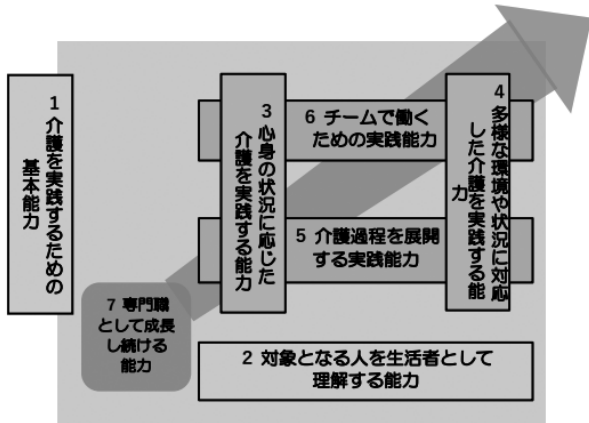 1 介護を実践するための
基本能力
3 心身の状況に応じた
介護を実践する能力
6 チームで働く
ための実践能力
4 多様な環境や状況に対応
した介護を実践する能
力
5 介護過程を展開
する実践能力
7 専門職
として成長
し続ける
能力
2 対象となる人を生活者として
理解する能力